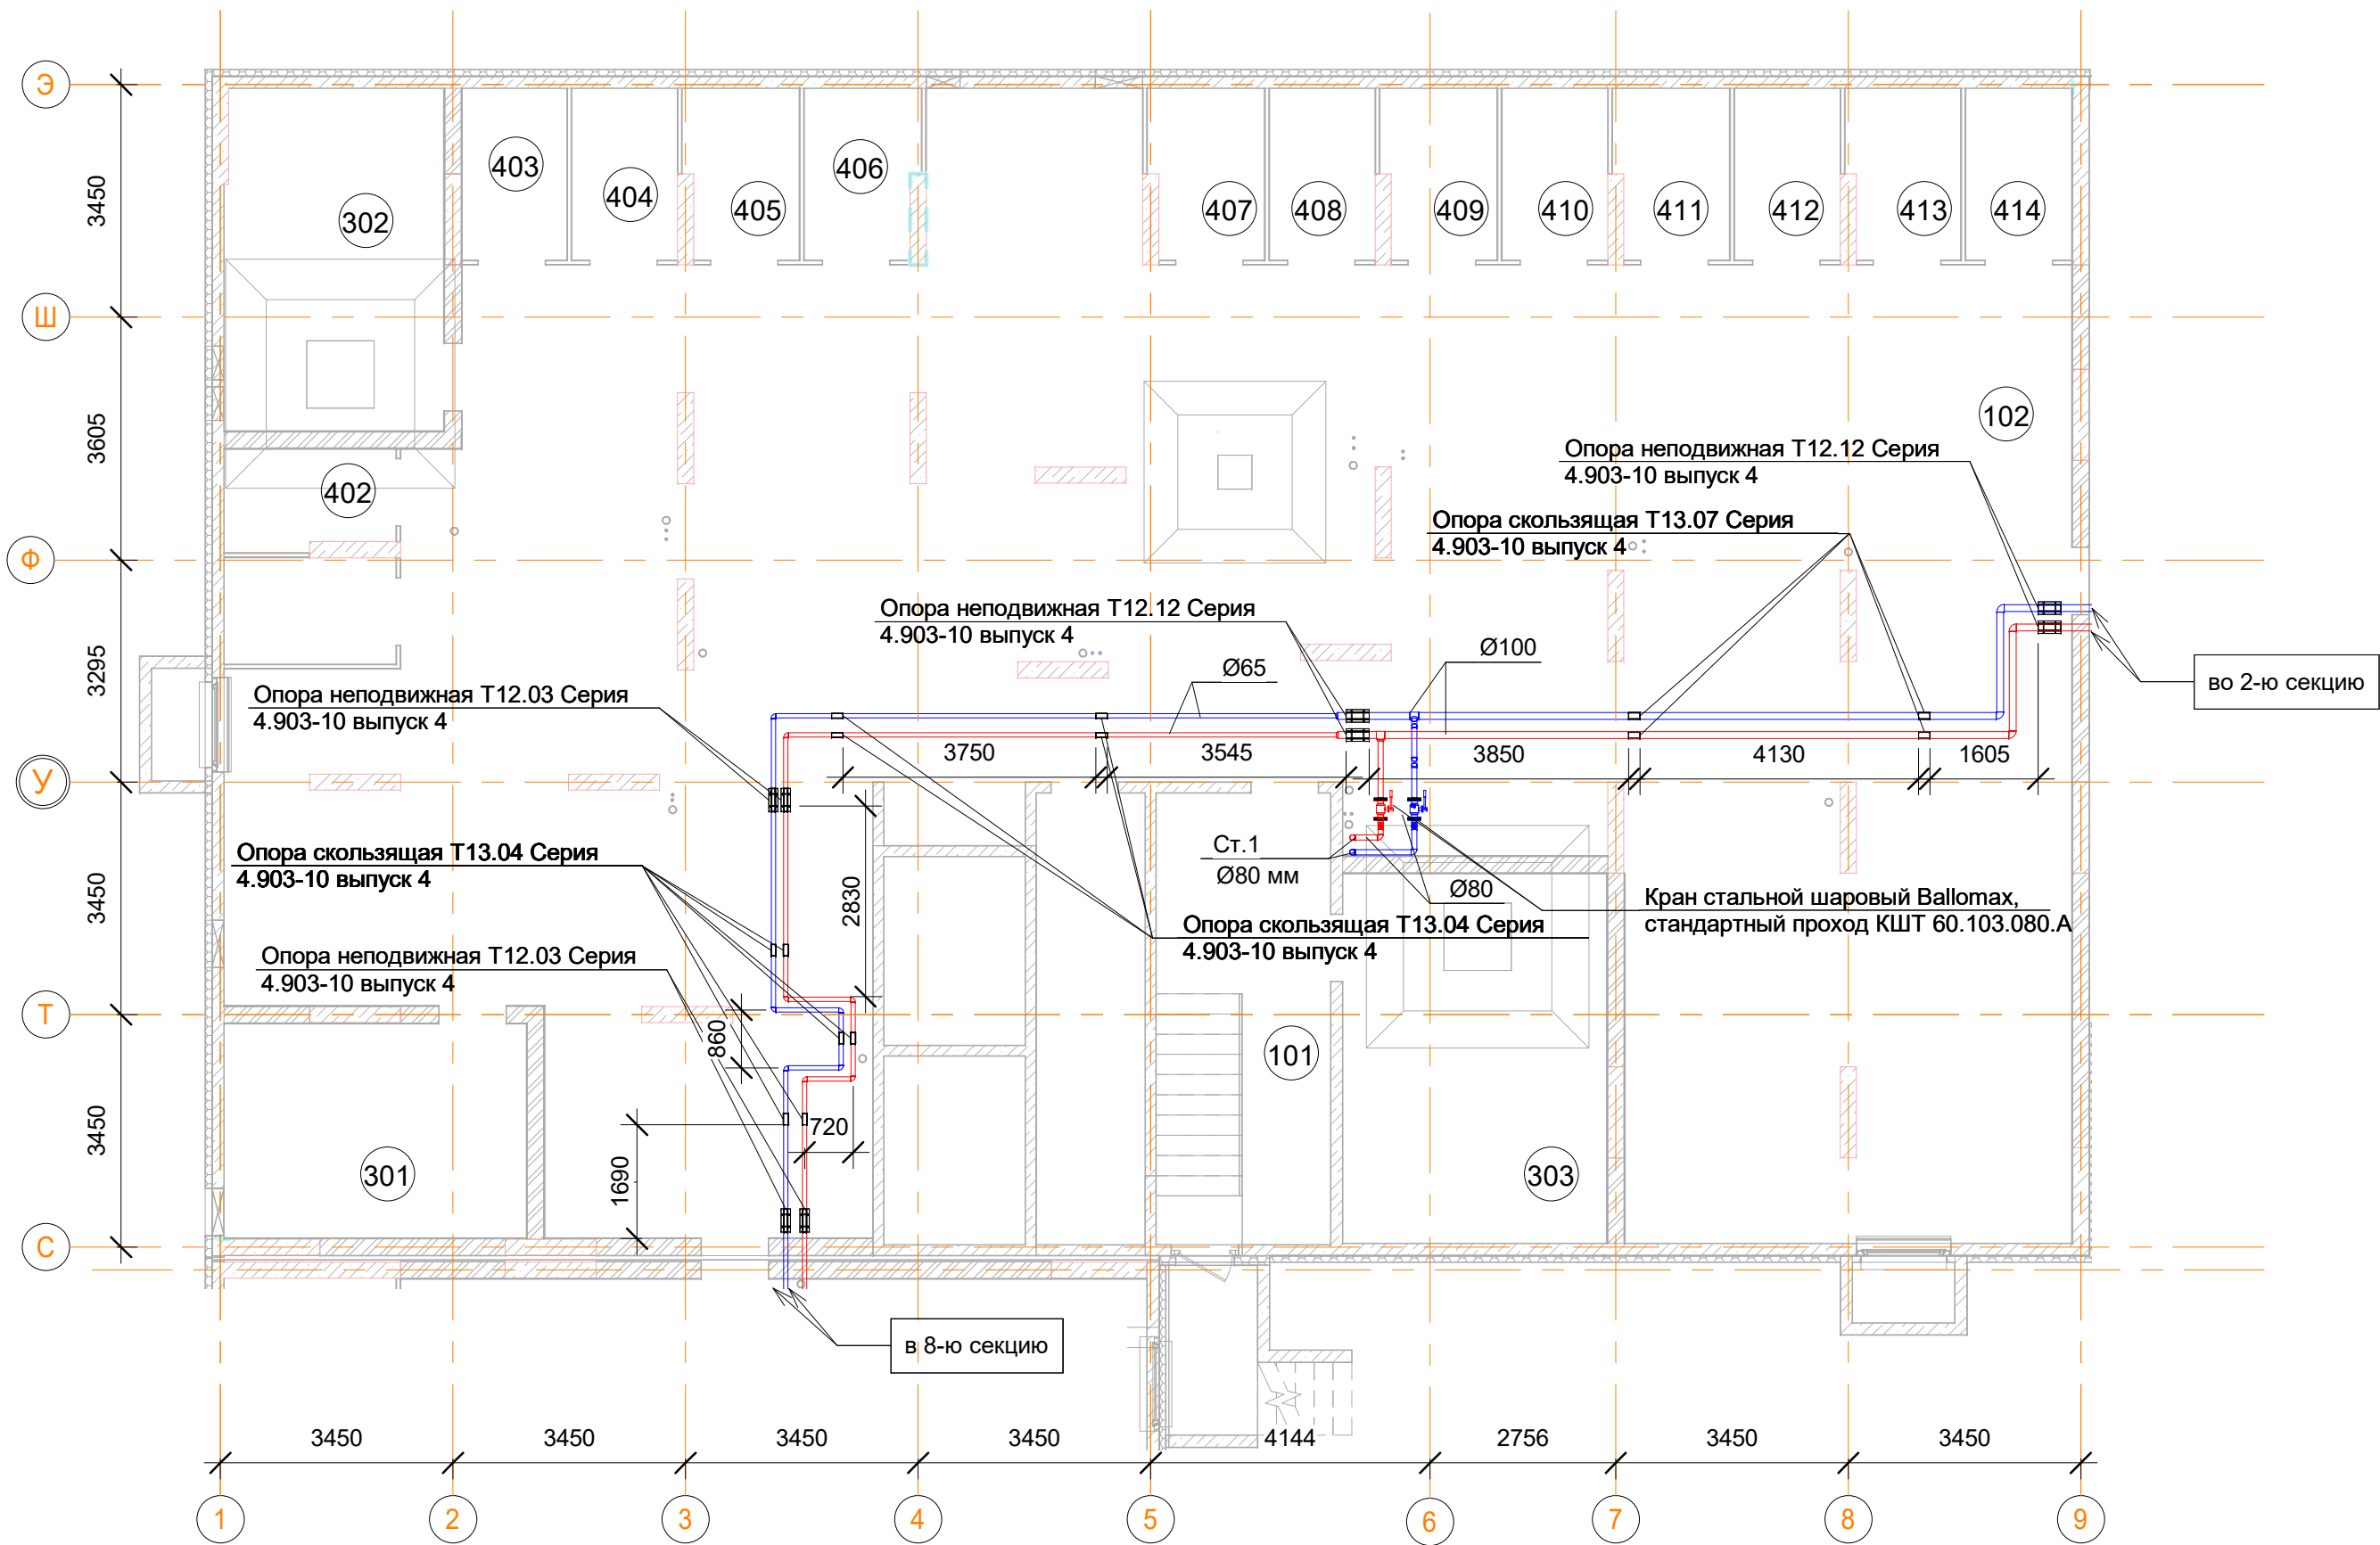 Э
403
406
404
405
407
408
409
410
411
412
413
414
302
3450
Ш
102
3605
402
Опора неподвижная Т12.12 Серия
4.903-10 выпуск 4
Опора скользящая Т13.07 Серия
4.903-10 выпуск 4
Ф
Опора неподвижная Т12.12 Серия
4.903-10 выпуск 4
Ø65
Ø100
3295
во 2-ю секцию
Опора неподвижная Т12.03 Серия
4.903-10 выпуск 4
3750
3545
3850
4130
1605
У
Ст.1
Ø80 мм
Ø80
Опора скользящая Т13.04 Серия
4.903-10 выпуск 4
2830
3450
Кран стальной шаровый Ballomax,
стандартный проход КШТ 60.103.080.А
Опора скользящая Т13.04 Серия
4.903-10 выпуск 4
Опора неподвижная Т12.03 Серия
4.903-10 выпуск 4
Т
860
101
720
3450
1690
301
303
С
в 8-ю секцию
3450
3450
3450
3450
4144
2756
3450
3450
1
2
3
4
5
6
7
8
9